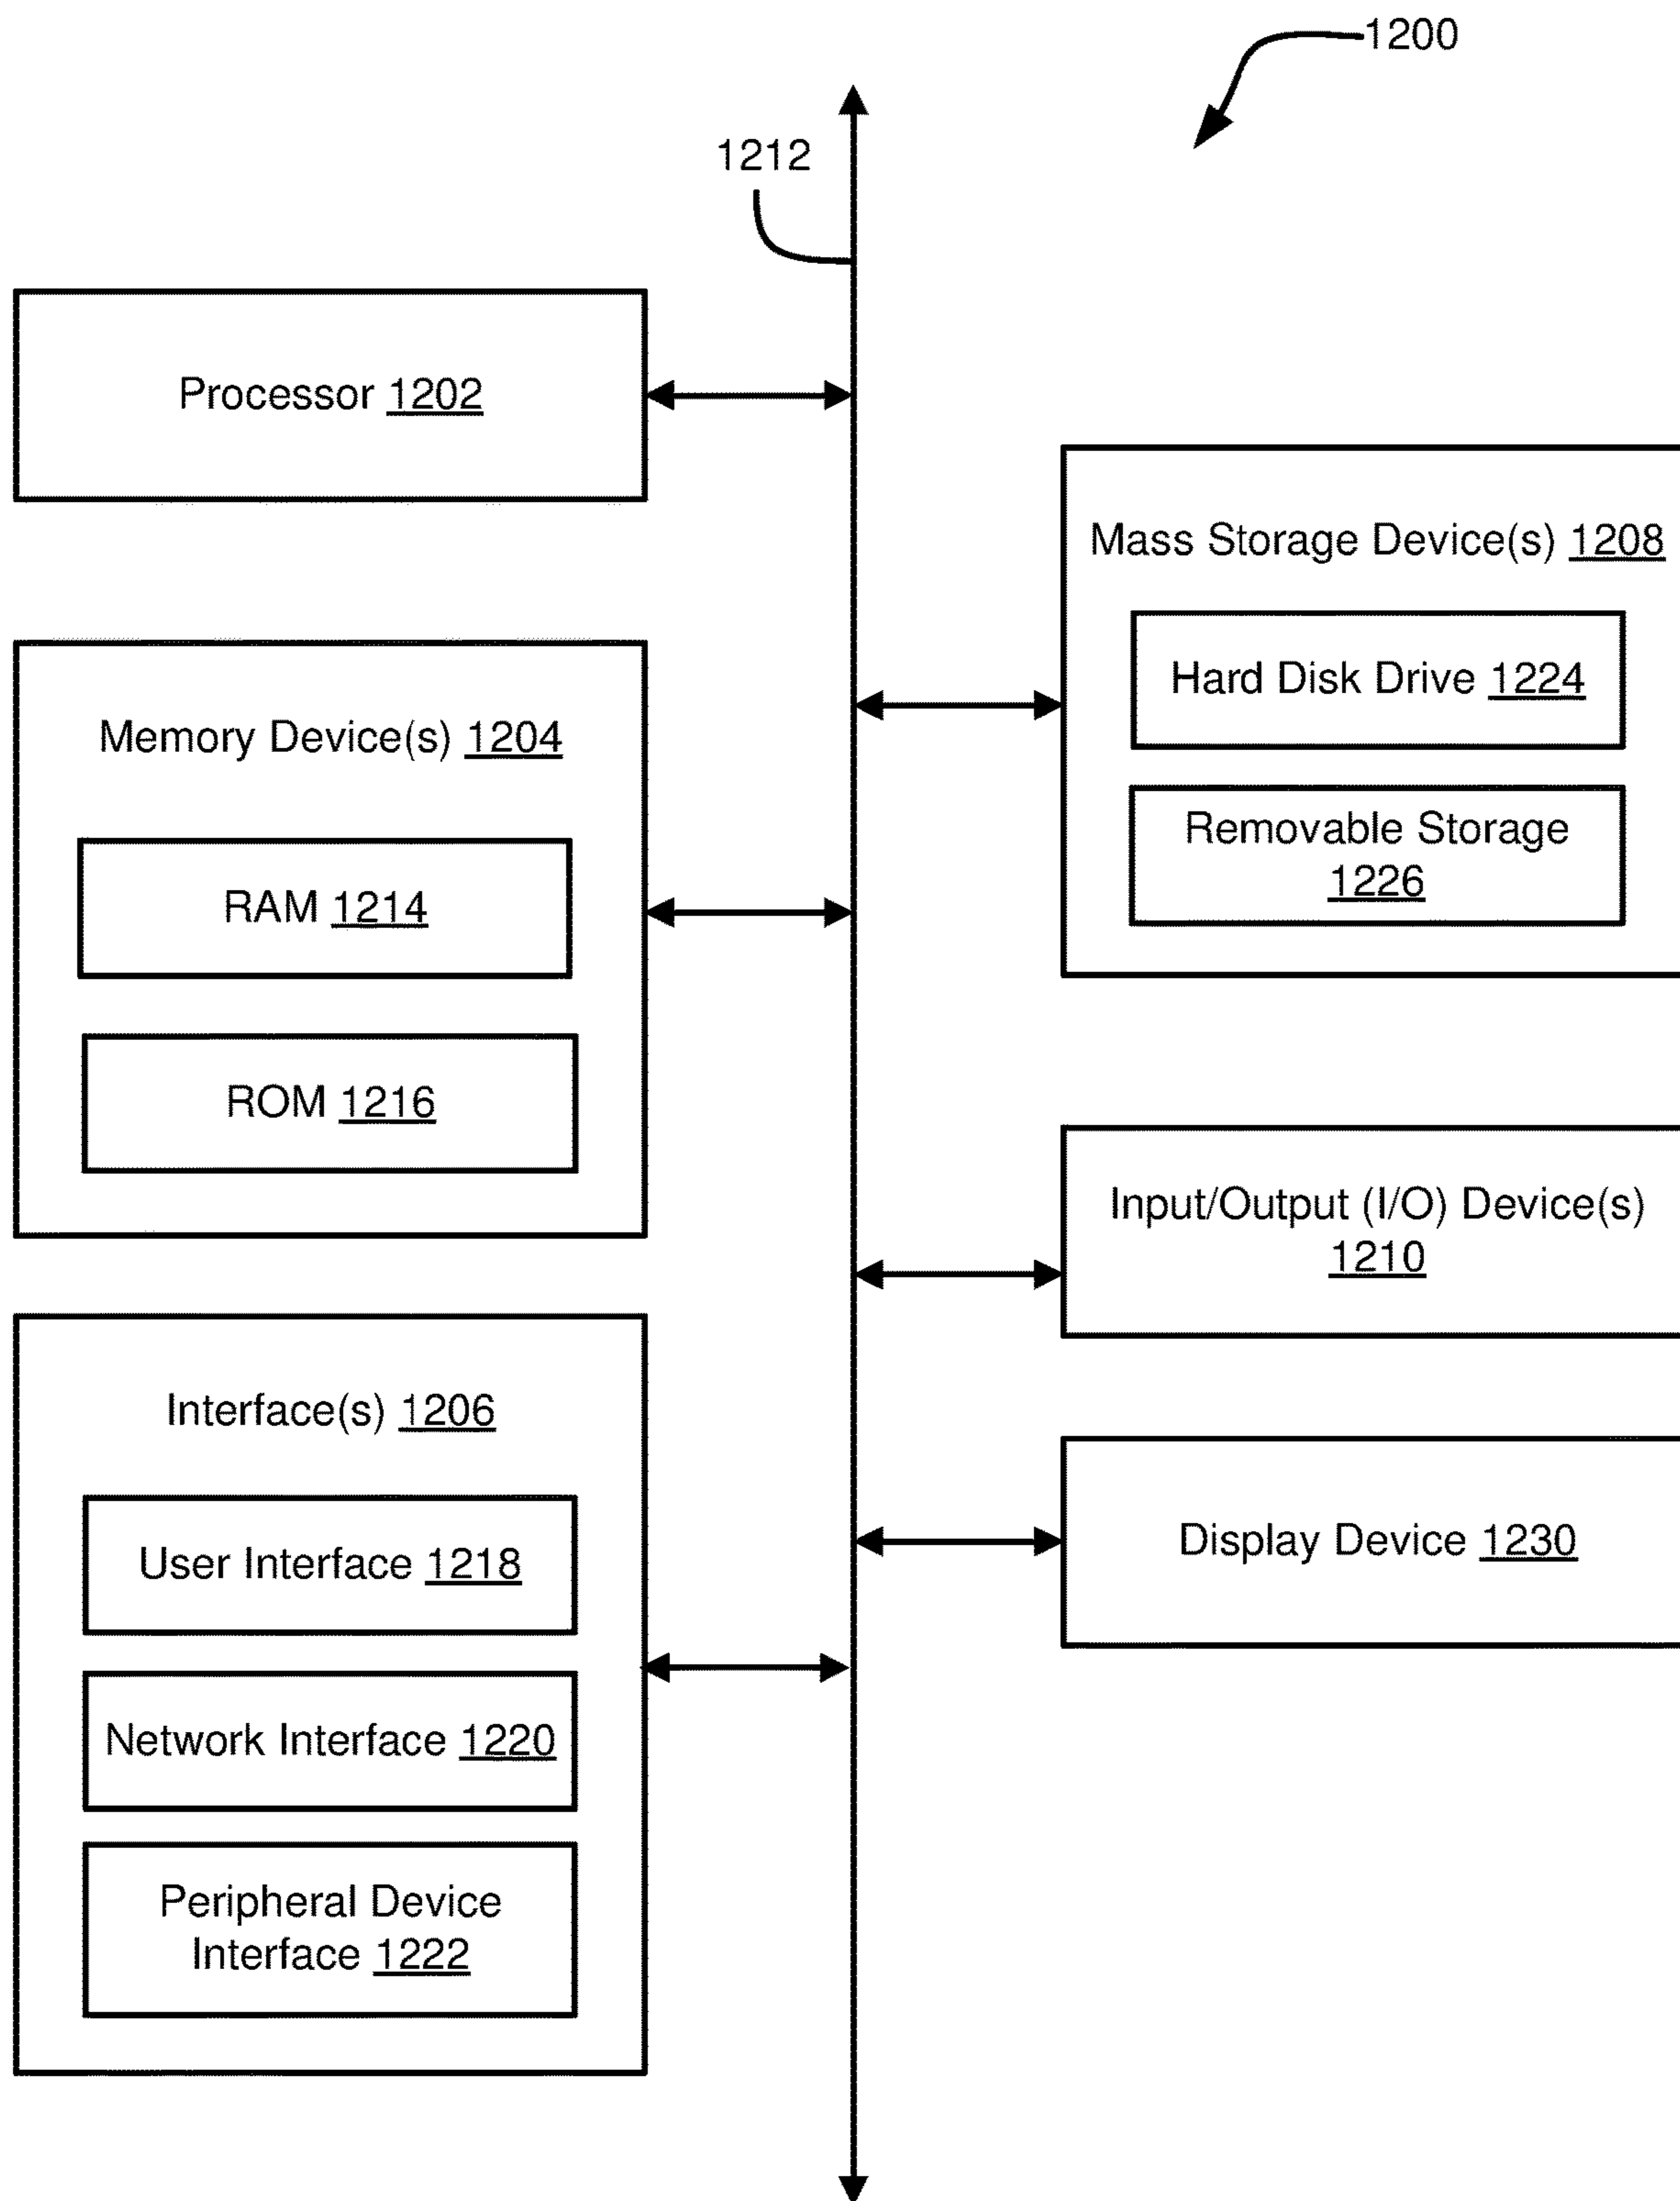 1200
1212
Processor 1202
Mass Storage Device(s) 1208
Hard Disk Drive 1224
Removable Storage
1226
Memory Device(s) 1204
RAM 1214
ROM 1216
Input/Output (I/O) Device(s)
1210
Interface(s) 1206
User Interface 1218
Network Interface 1220
Peripheral Device
Interface 1222
Display Device 1230